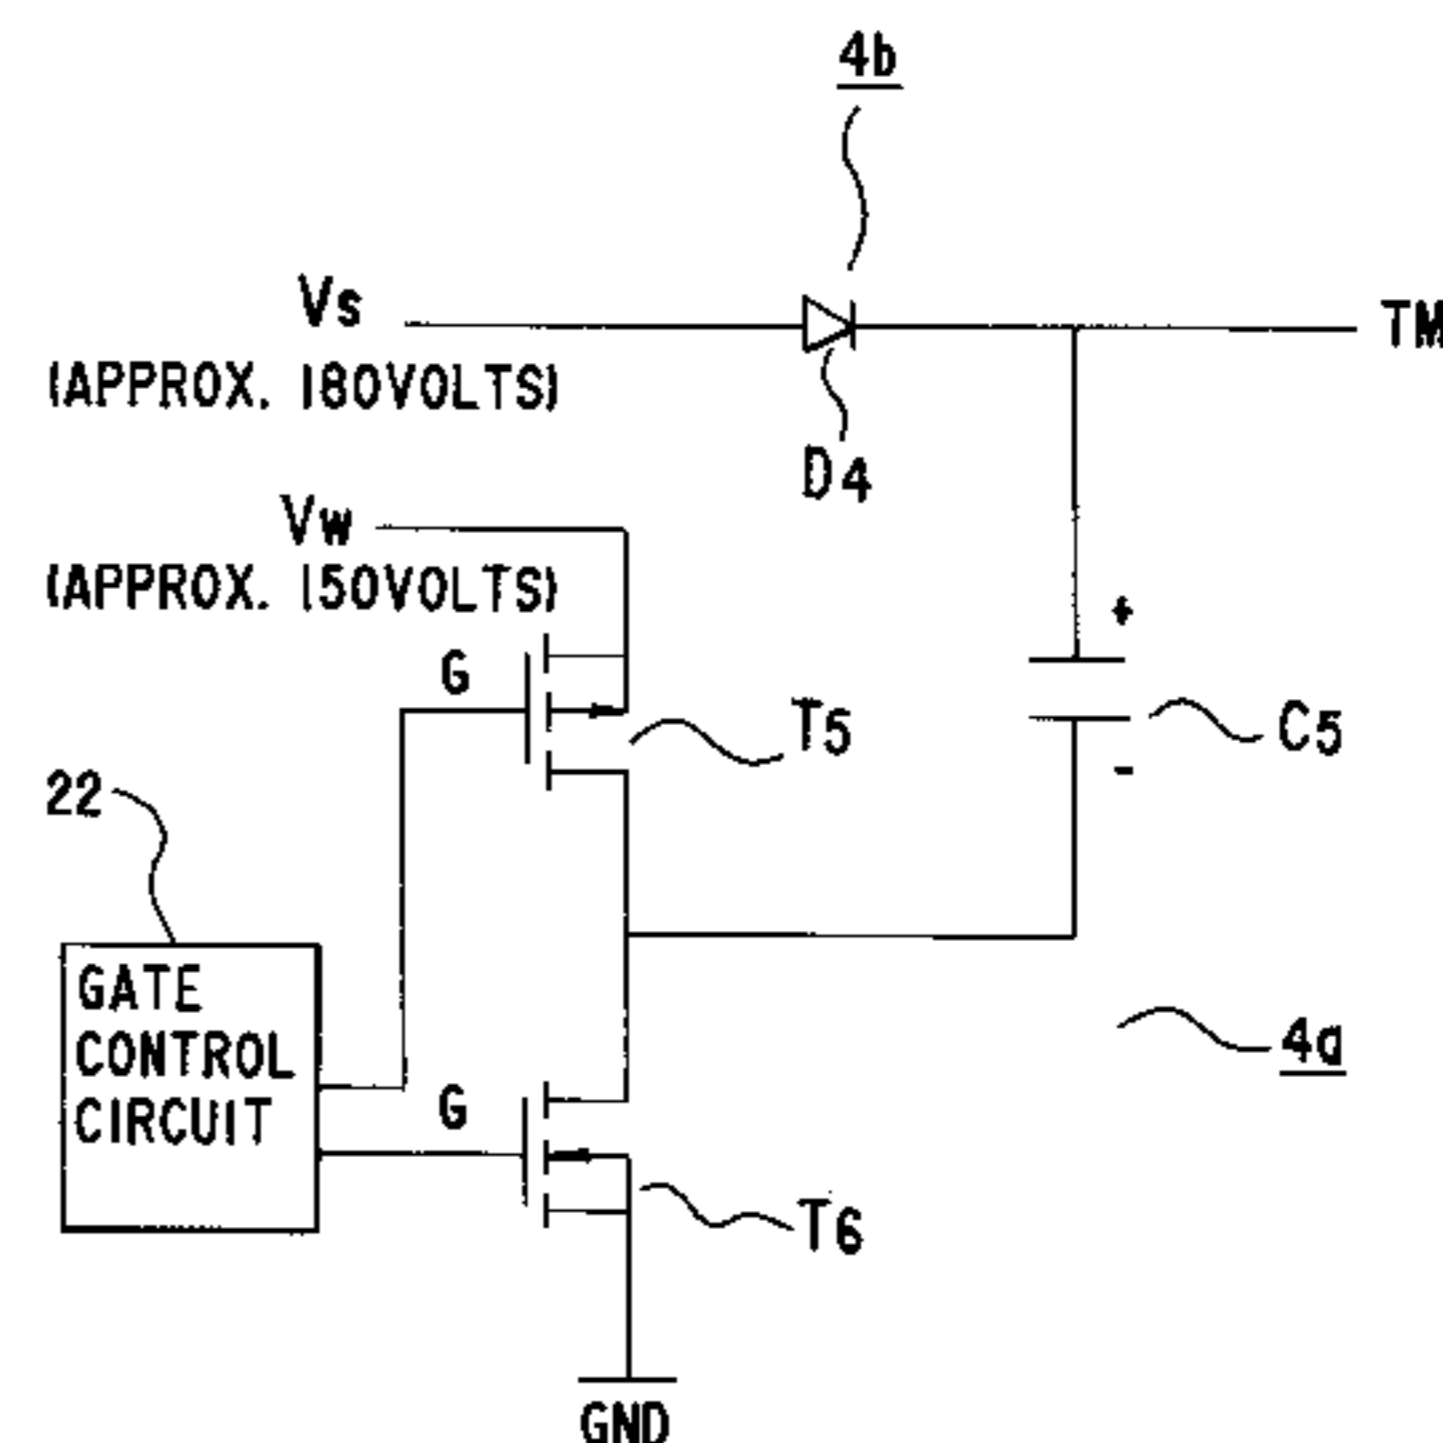 4b
Vs
TM
(APPROX. 180VOLTS)
D4
Vw
(APPROX. 150VOLTS)
+
G
T5
C5
-
22
GATE
CONTROL
CIRCUIT
4a
G
T6
GND